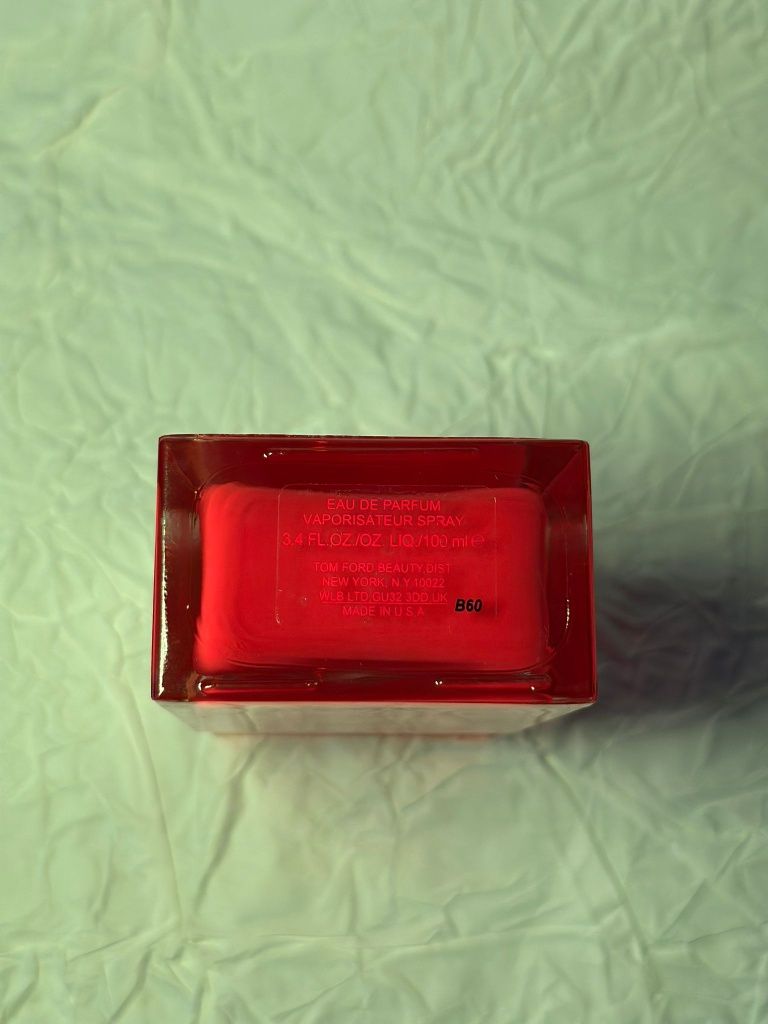 EAU DE PARFUM
VAPORISATEUR SPRAY
3.4 FL.OZ./OZ. LIQ./100 ml ℮
TOM FORD BEAUTY,DIST
NEW YORK, N.Y.10022
WLB LTD,GU32 3DD,UK
MADE IN U.S.A
B60